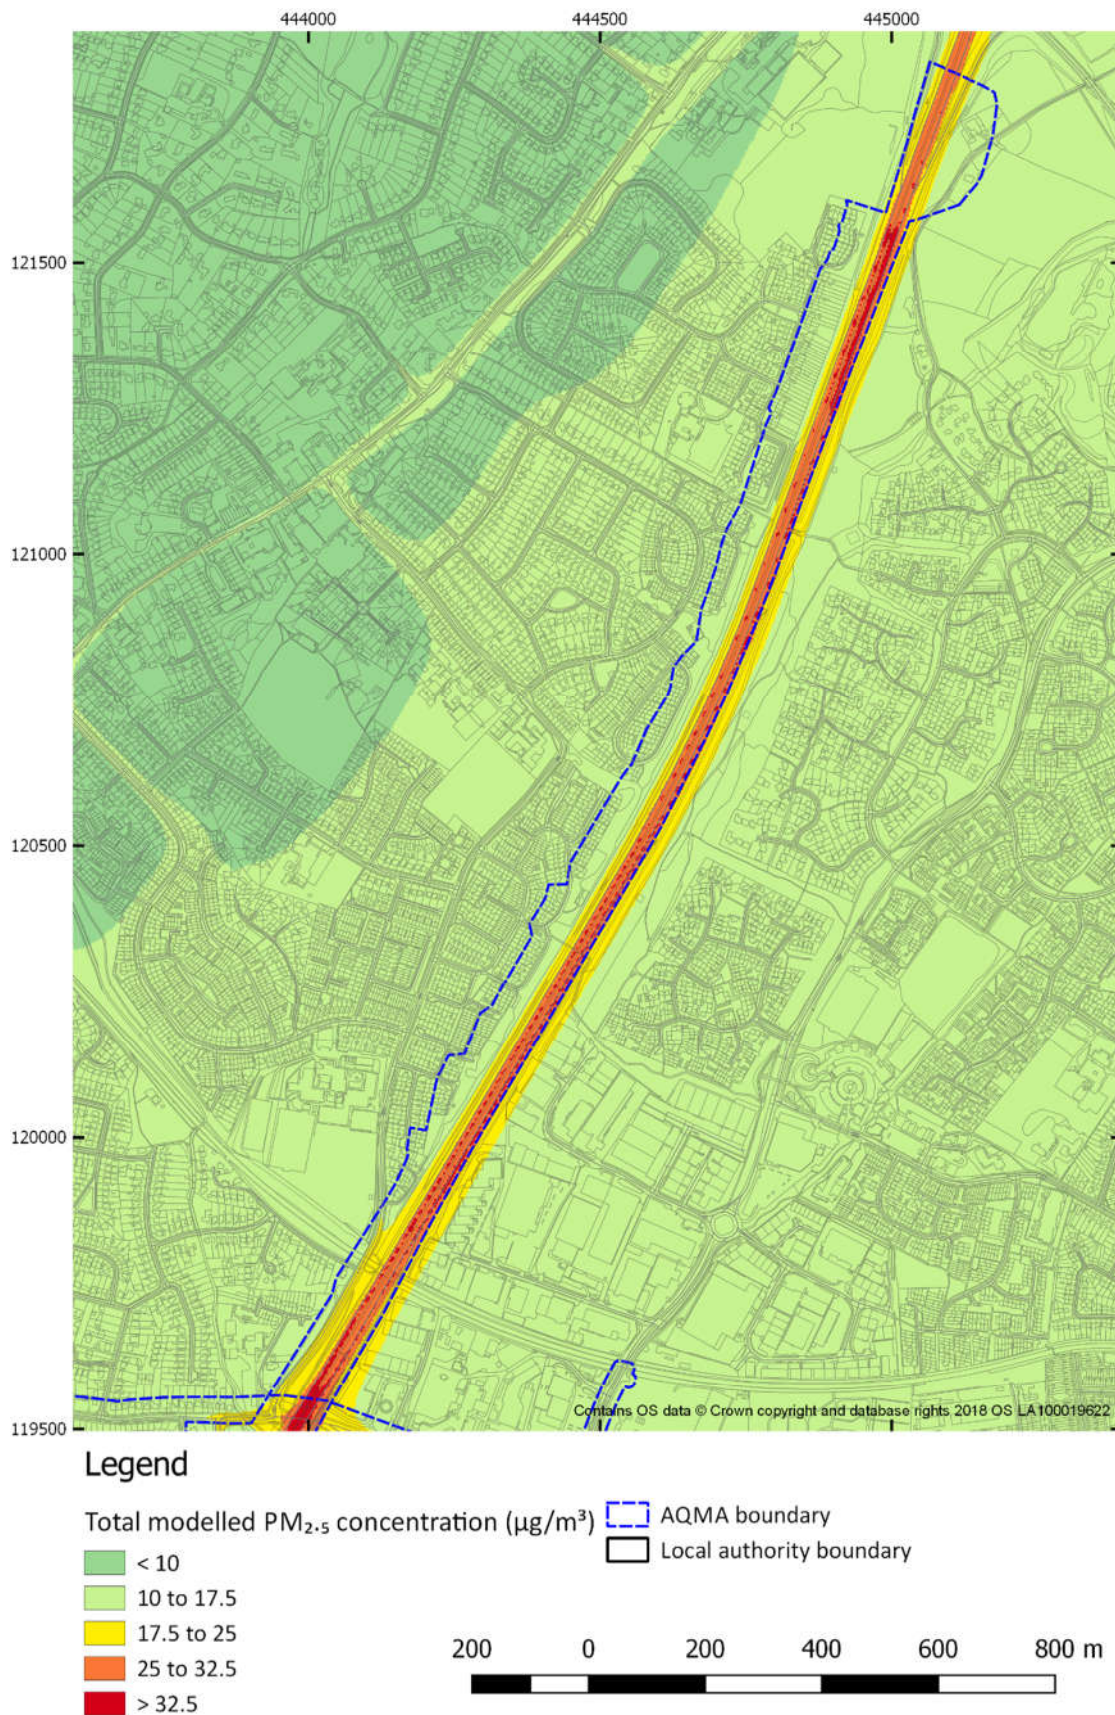 444000 444500 445000
121500
121000
120500
120000
119500
Contains OS data © Crown copyright and database rights 2018 OS LA100019622
Legend
Total modelled PM₂.₅ concentration (µg/m³)
< 10
10 to 17.5
17.5 to 25
25 to 32.5
> 32.5
AQMA boundary
Local authority boundary
200 0 200 400 600 800 m